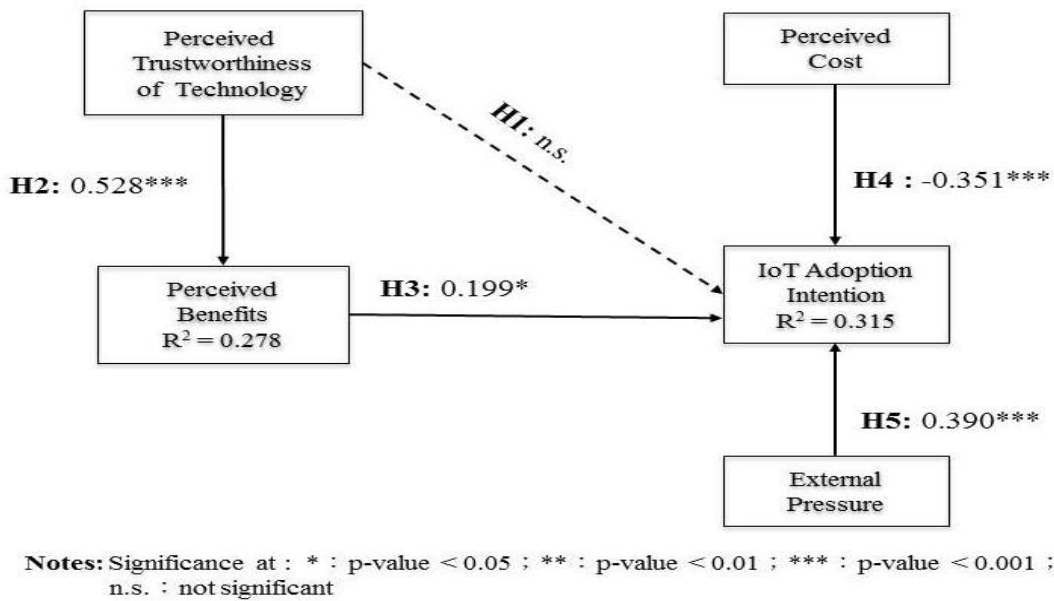 Perceived
Trustworthiness
of Technology
Perceived
Cost
H1: n.s.
H2: 0.528***
H4 : -0.351***
Perceived
Benefits
R² = 0.278
H3: 0.199*
IoT Adoption
Intention
R² = 0.315
H5: 0.390***
External
Pressure
Notes: Significance at : * : p-value < 0.05 ; ** : p-value < 0.01 ; *** : p-value < 0.001 ;
n.s. : not significant